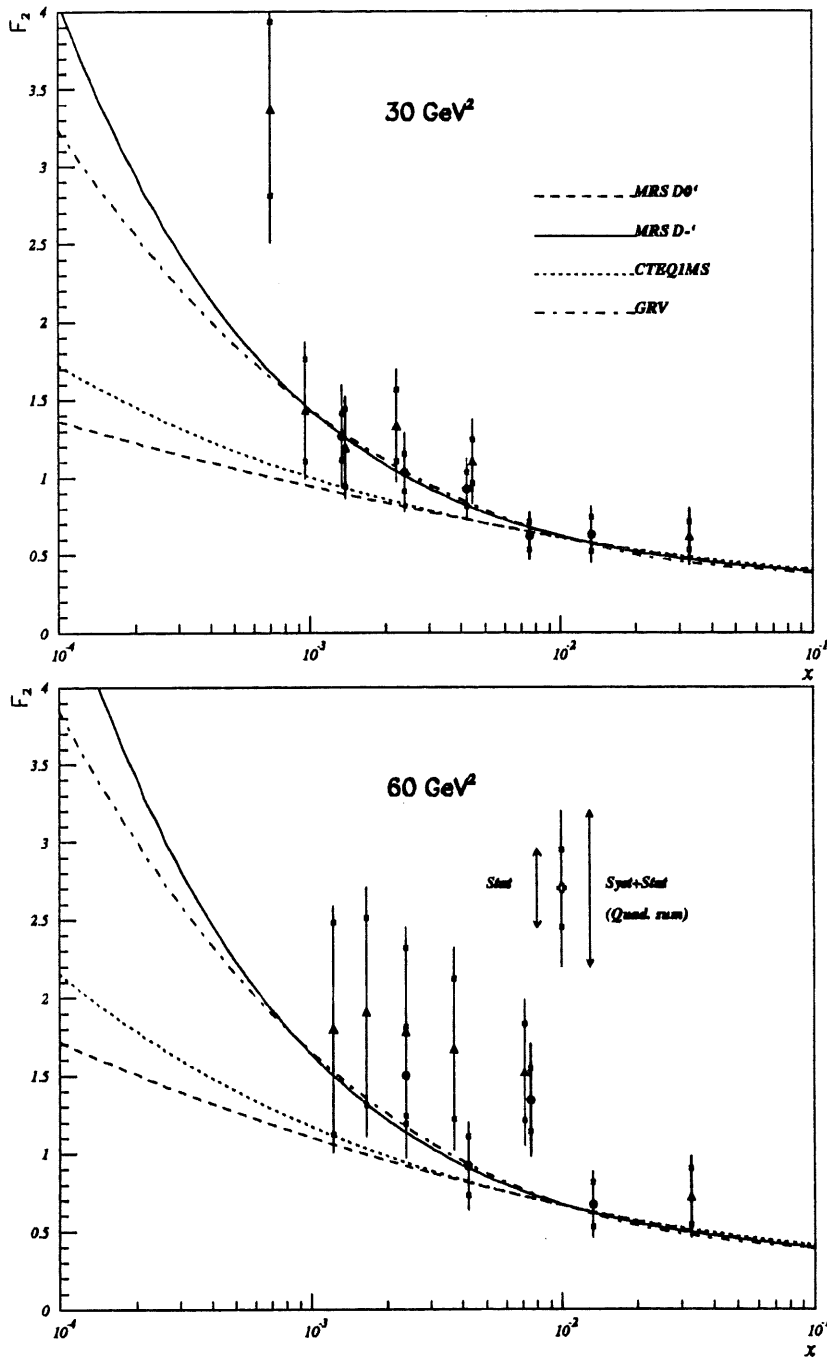 F₂
4
3.5
3
2.5
2
1.5
1
0.5
0
30 GeV²
MRS D0'
MRS D-'
CTEQ1MS
GRV
10⁻⁴ 10⁻³ 10⁻² 10⁻¹
x
F₂
4
3.5
3
2.5
2
1.5
1
0.5
0
60 GeV²
Stat
Syst+Stat
(Quad. sum)
10⁻⁴ 10⁻³ 10⁻² 10⁻¹
x